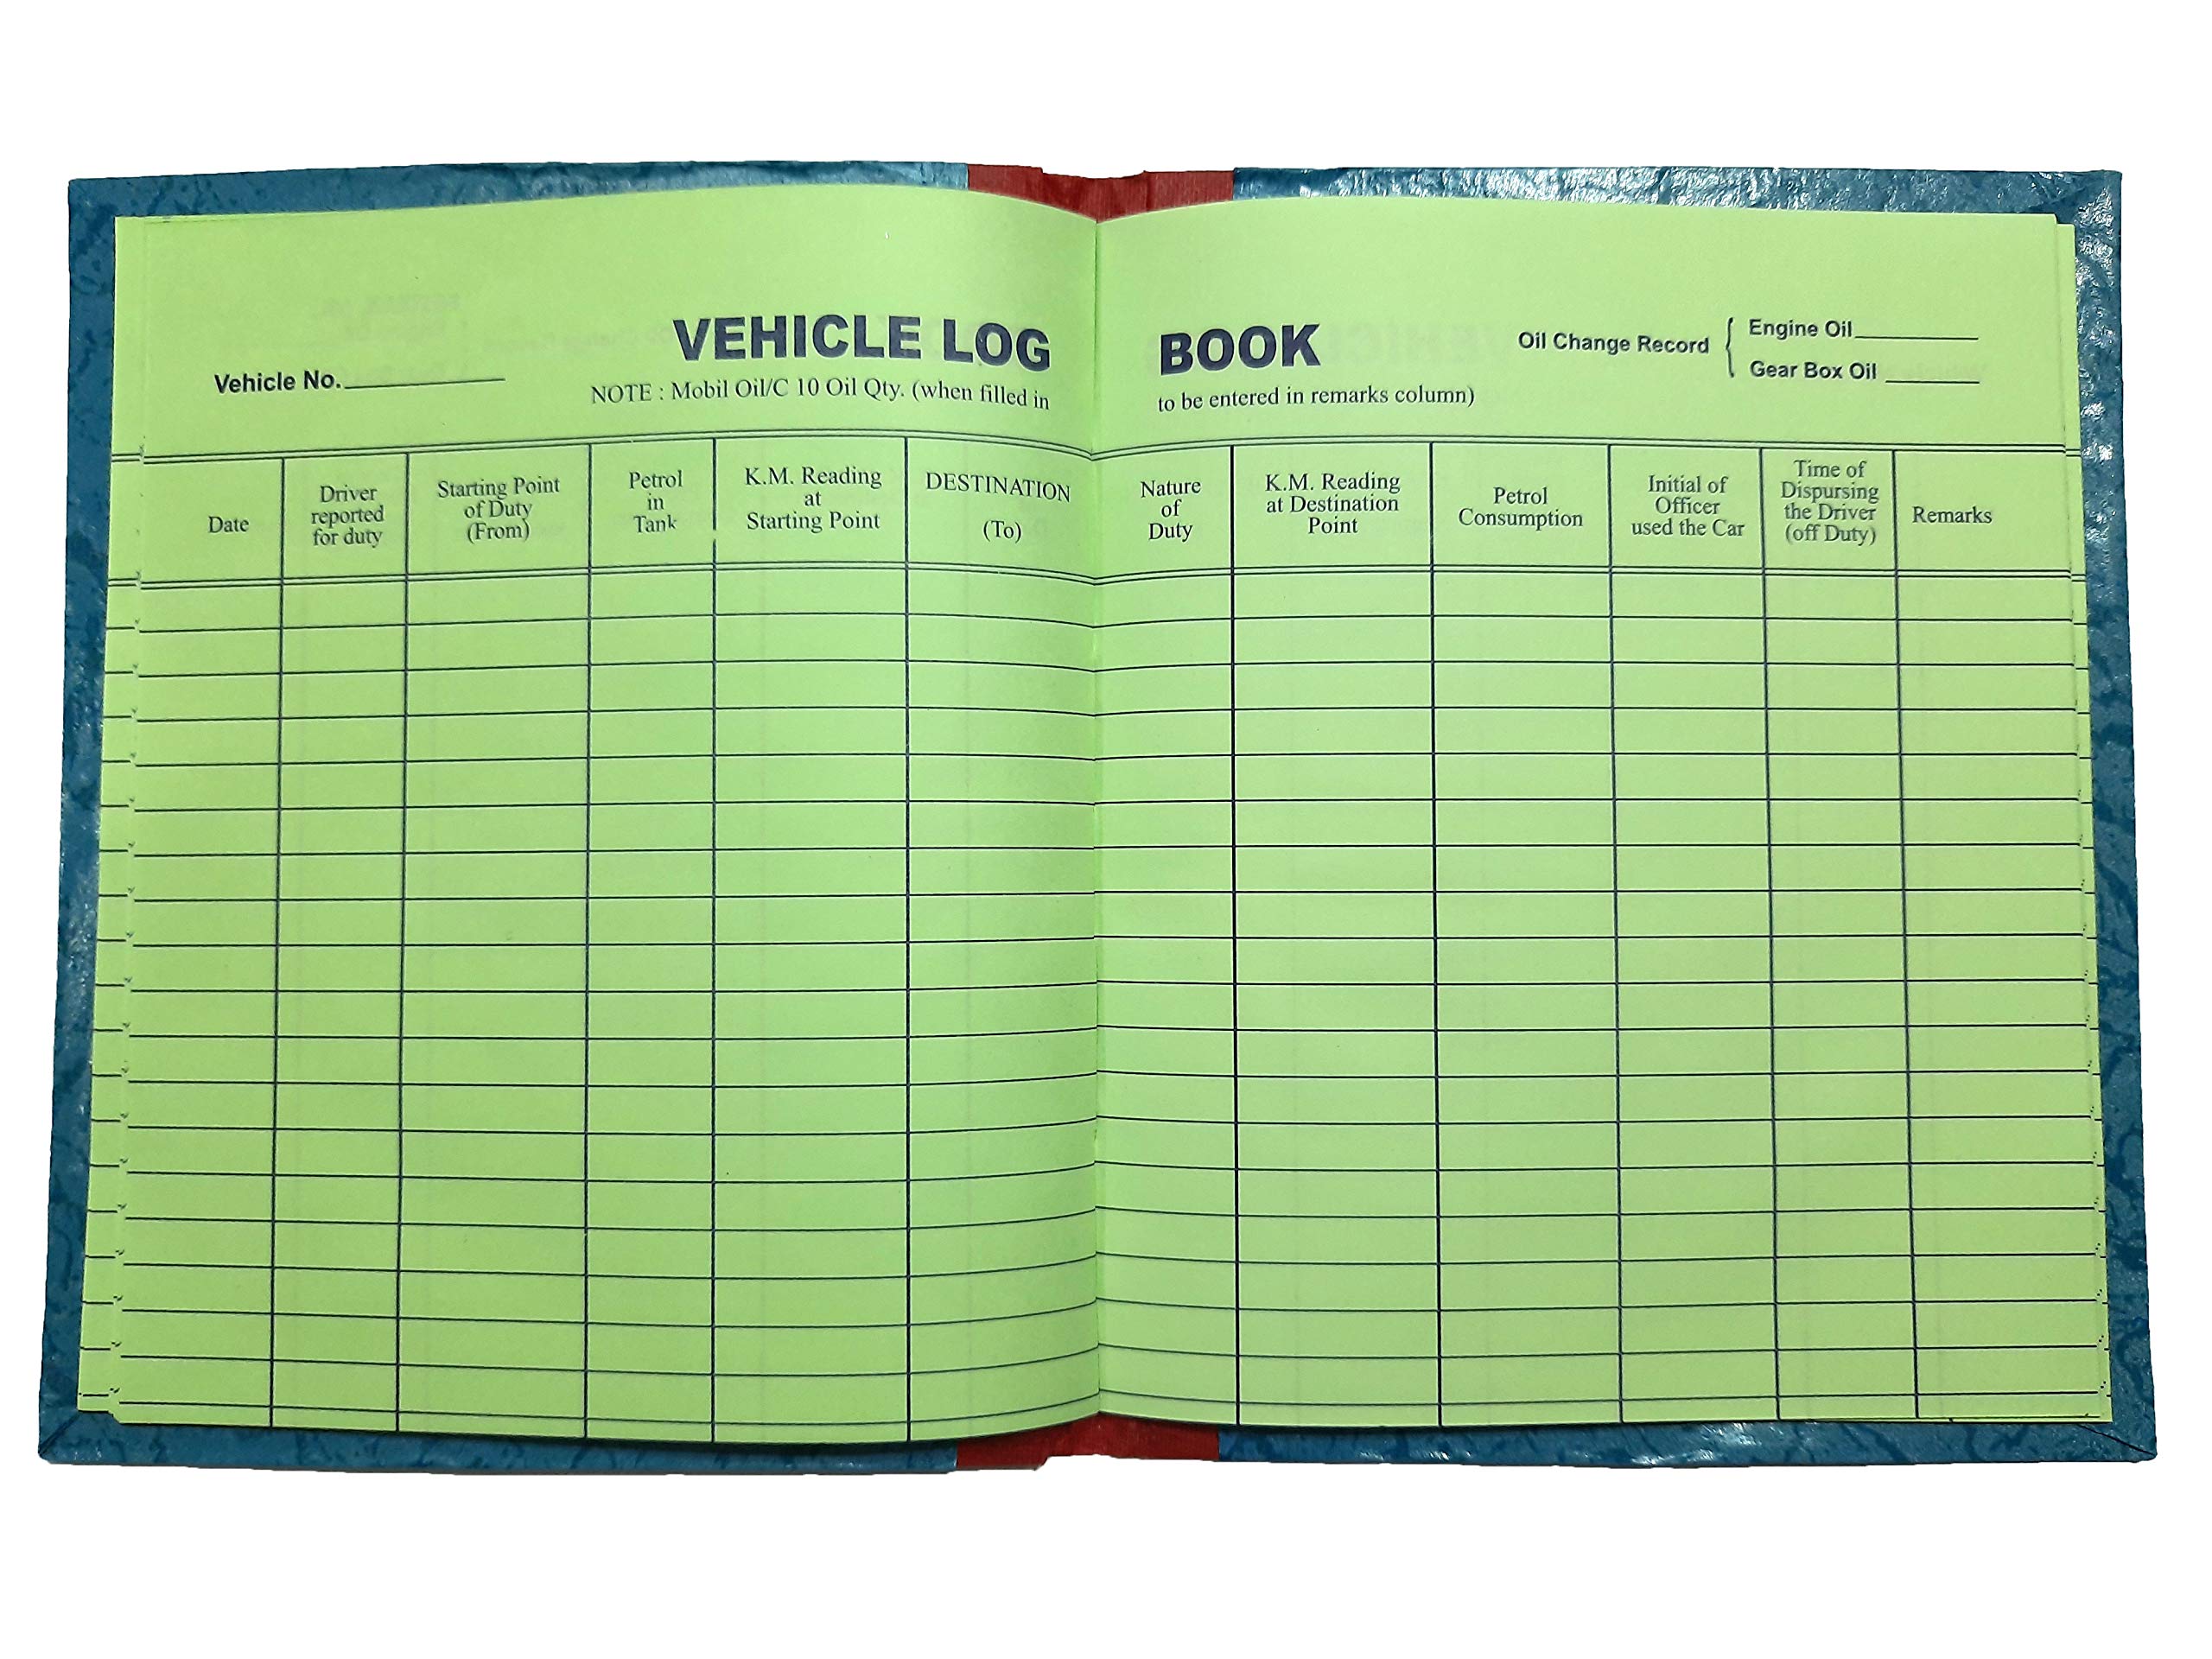 VEHICLE LOG BOOK
Oil Change Record
Engine Oil
Gear Box Oil
Vehicle No.
NOTE : Mobil Oil/C 10 Oil Qty. (when filled in to be entered in remarks column)
Date
Driver
reported
for duty
Starting Point
of Duty
(From)
Petrol
in
Tank
K.M. Reading
at
Starting Point
DESTINATION
(To)
Nature
of
Duty
K.M. Reading
at Destination
Point
Petrol
Consumption
Initial of
Officer
used the Car
Time of
Dispursing
the Driver
(off Duty)
Remarks